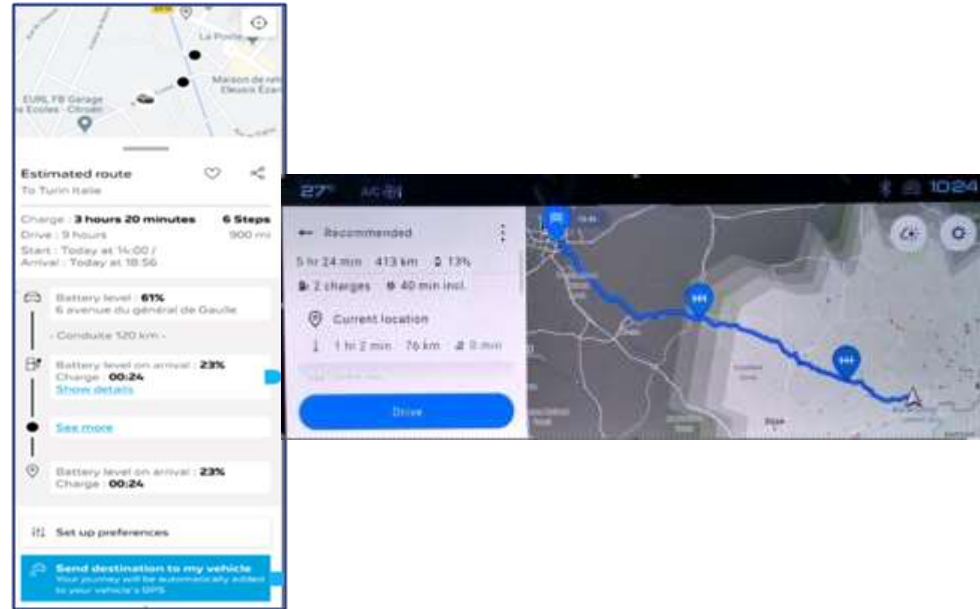 La Poste
Maison de
EURL FB Garage
Ecoles - Citroën
Estimated route
To Turin Italie
Charge : 3 hours 20 minutes 6 Steps
Drive : 9 hours 900 mi
Start : Today at 14:00 /
Arrival : Today at 18:56
Battery level : 61%
6 avenue du général de Gaulle
- Conduite 120 km -
Battery level on arrival : 23%
Charge : 00:24
Show details
See more
Battery level on arrival : 23%
Charge : 00:24
Set up preferences
Send destination to my vehicle
Your journey will be automatically added
to your vehicle's GPS
27° A/C 10:24
← Recommended
5 hr 24 min 413 km 13%
2 charges 40 min incl.
Current location
1 hr 2 min 76 km 0 min
Drive